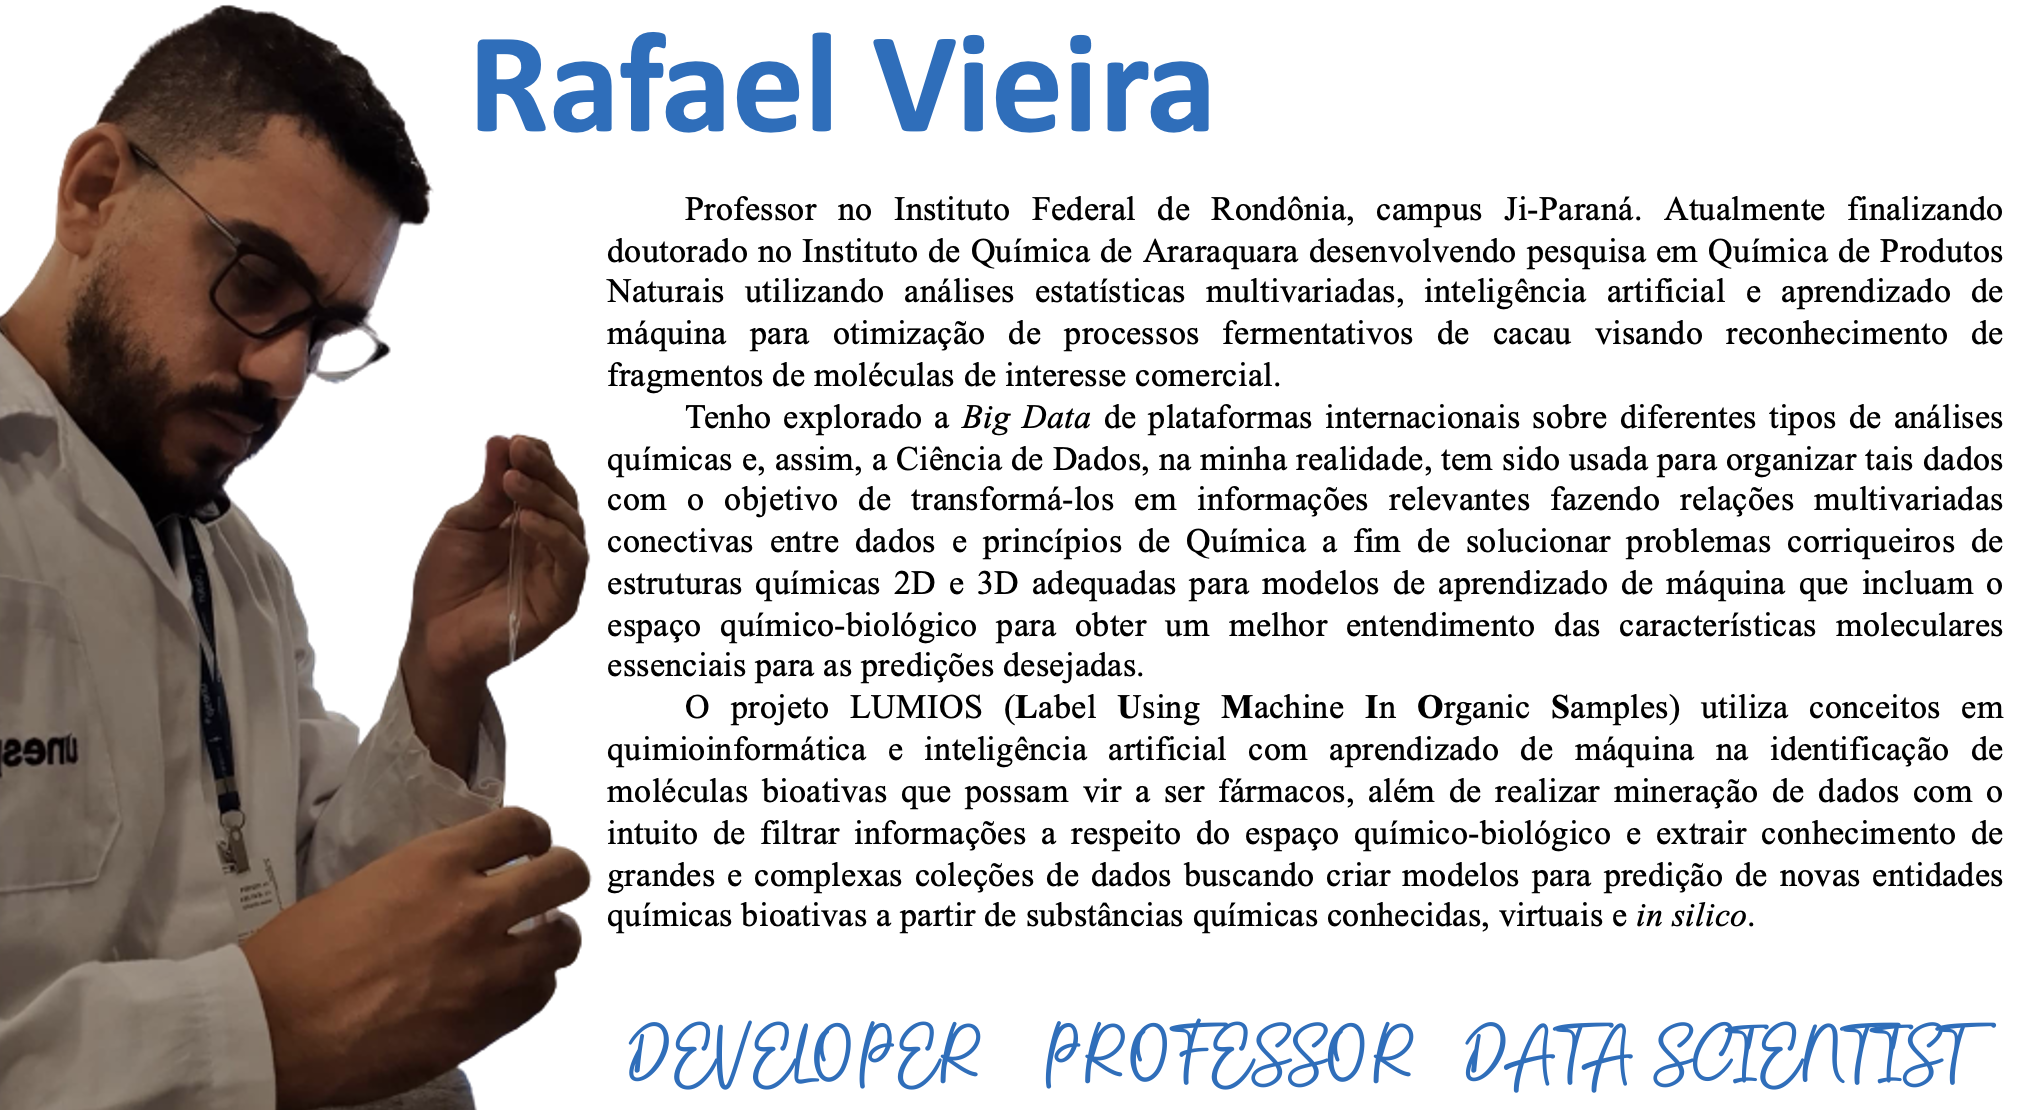 Rafael Vieira
Professor no Instituto Federal de Rondônia, campus Ji-Paraná. Atualmente finalizando
doutorado no Instituto de Química de Araraquara desenvolvendo pesquisa em Química de Produtos
Naturais utilizando análises estatísticas multivariadas, inteligência artificial e aprendizado de
máquina para otimização de processos fermentativos de cacau visando reconhecimento de
fragmentos de moléculas de interesse comercial.
Tenho explorado a Big Data de plataformas internacionais sobre diferentes tipos de análises
químicas e, assim, a Ciência de Dados, na minha realidade, tem sido usada para organizar tais dados
com o objetivo de transformá-los em informações relevantes fazendo relações multivariadas
conectivas entre dados e princípios de Química a fim de solucionar problemas corriqueiros de
estruturas químicas 2D e 3D adequadas para modelos de aprendizado de máquina que incluam o
espaço químico-biológico para obter um melhor entendimento das características moleculares
essenciais para as predições desejadas.
O projeto LUMIOS (Label Using Machine In Organic Samples) utiliza conceitos em
quimioinformática e inteligência artificial com aprendizado de máquina na identificação de
moléculas bioativas que possam vir a ser fármacos, além de realizar mineração de dados com o
intuito de filtrar informações a respeito do espaço químico-biológico e extrair conhecimento de
grandes e complexas coleções de dados buscando criar modelos para predição de novas entidades
químicas bioativas a partir de substâncias químicas conhecidas, virtuais e in silico.
DEVELOPER PROFESSOR DATA SCIENTIST